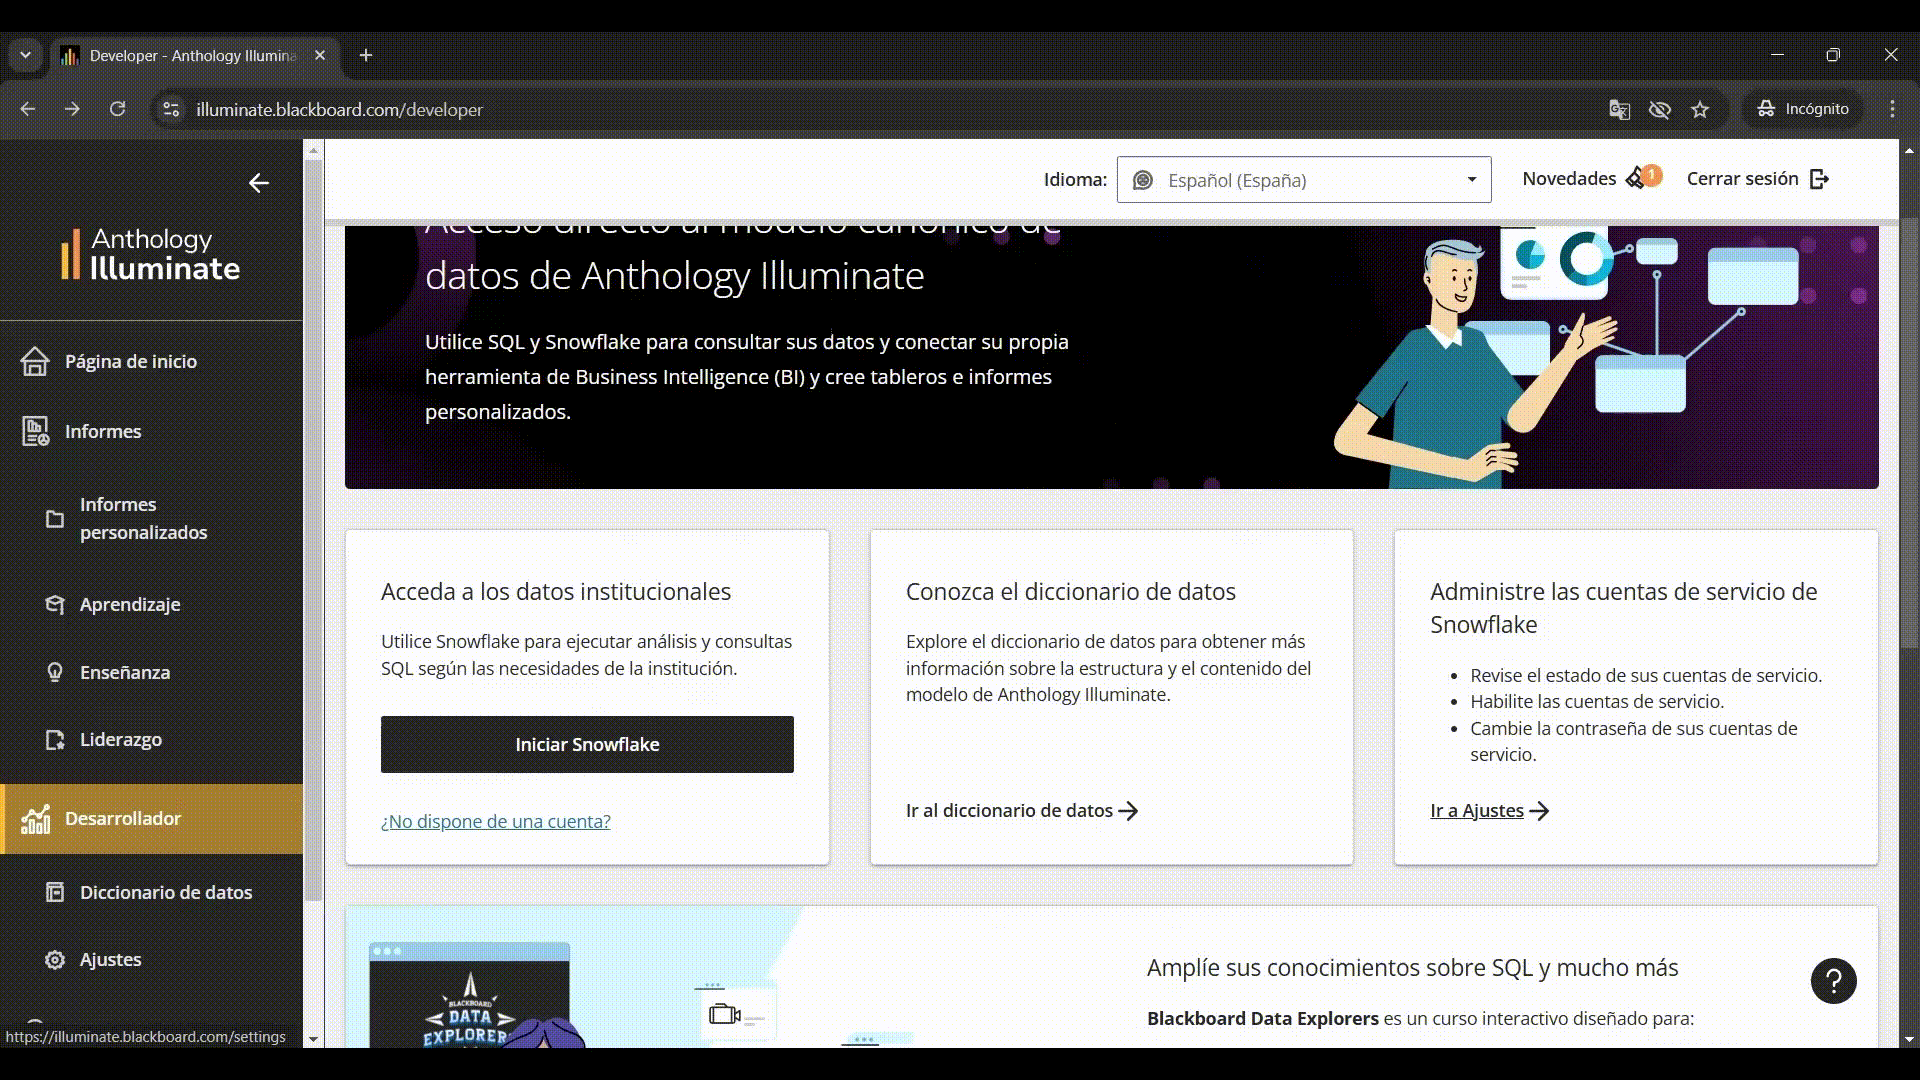 Developer - Anthology Illumina
illuminate.blackboard.com/developer
Incógnito
Anthology
Illuminate
Página de inicio
Informes
Informes
personalizados
Aprendizaje
Enseñanza
Liderazgo
Desarrollador
Diccionario de datos
Ajustes
https://illuminate.blackboard.com/settings
Idioma:
Español (España)
Novedades
1
Cerrar sesión
Acceso directo al modelo canónico de
datos de Anthology Illuminate
Utilice SQL y Snowflake para consultar sus datos y conectar su propia
herramienta de Business Intelligence (BI) y cree tableros e informes
personalizados.
Acceda a los datos institucionales
Utilice Snowflake para ejecutar análisis y consultas
SQL según las necesidades de la institución.
Iniciar Snowflake
¿No dispone de una cuenta?
Conozca el diccionario de datos
Explore el diccionario de datos para obtener más
información sobre la estructura y el contenido del
modelo de Anthology Illuminate.
Ir al diccionario de datos
Administre las cuentas de servicio de
Snowflake
• Revise el estado de sus cuentas de servicio.
• Habilite las cuentas de servicio.
• Cambie la contraseña de sus cuentas de
servicio.
Ir a Ajustes
BLACKBOARD
DATA
EXPLORERS
Amplíe sus conocimientos sobre SQL y mucho más
Blackboard Data Explorers es un curso interactivo diseñado para:
?